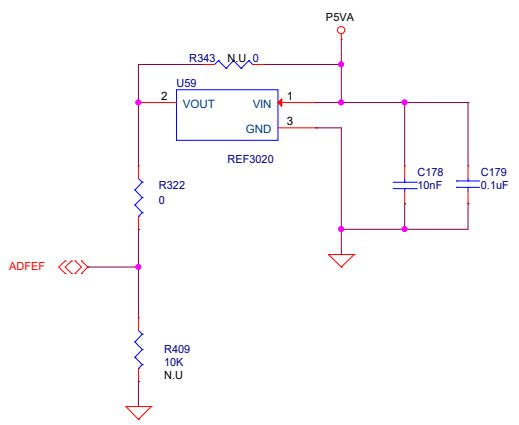 P5VA
R343 N.U 0
U59
2 VOUT VIN 1
GND 3
REF3020
R322
0
C178
10nF
C179
0.1uF
ADFEF
R409
10K
N.U